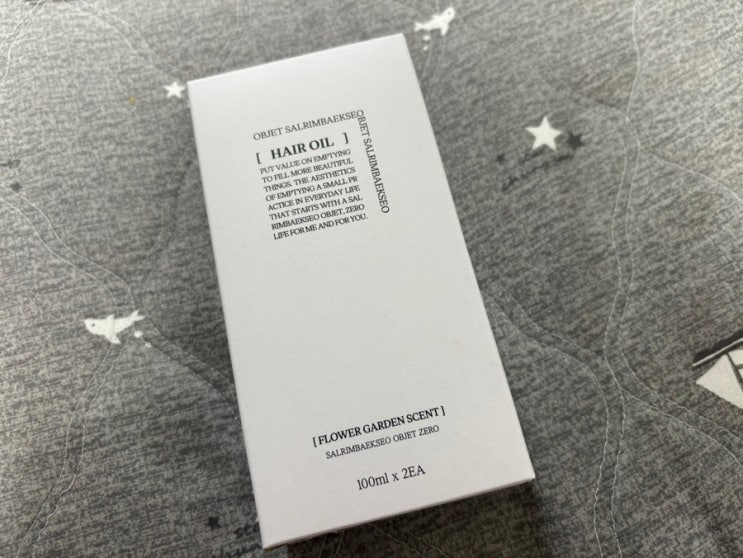 OBJET SALRIMBAEKSEO
OBJET SALRIMBAEKSEO
[ HAIR OIL ]
PUT VALUE ON EMPTYING
TO FILL MORE BEAUTIFUL
THINGS. THE AESTHETICS
OF EMPTYING A SMALL PR
ACTICE IN EVERYDAY LIFE
THAT STARTS WITH A SAL
RIMBAEKSEO OBJET, ZERO
LIFE FOR ME AND FOR YOU.
[ FLOWER GARDEN SCENT ]
SALRIMBAEKSEO OBJET ZERO
100ml x 2EA